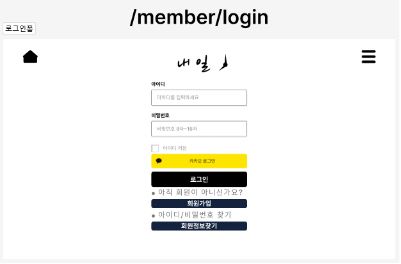 /member/login
로그인폼
내일
아이디
아이디를 입력하세요
비밀번호
비밀번호 8자~16자
아이디 저장
카카오 로그인
로그인
아직 회원이 아니신가요?
회원가입
아이디/비밀번호 찾기
회원정보찾기